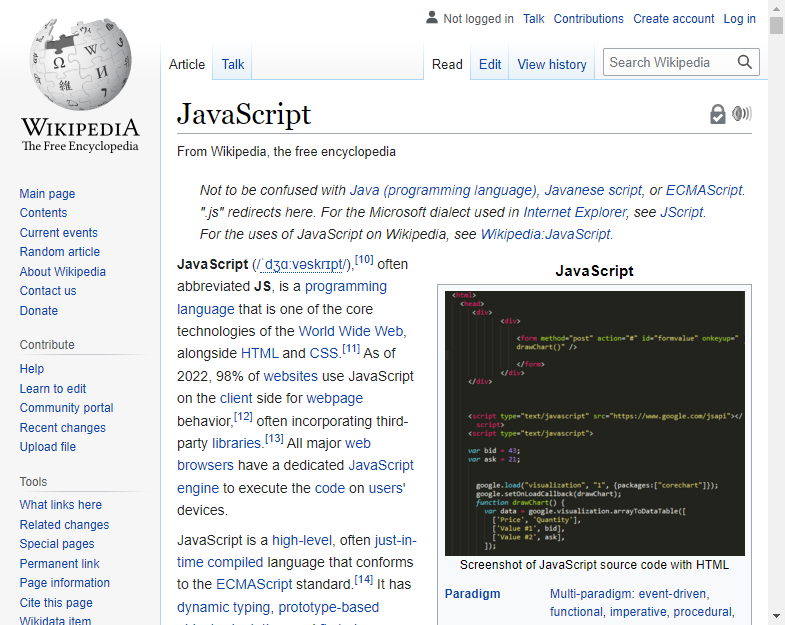 Not logged in Talk Contributions Create account Log in
Article Talk Read Edit View history Search Wikipedia
WIKIPEDIA
The Free Encyclopedia
Main page
Contents
Current events
Random article
About Wikipedia
Contact us
Donate
Contribute
Help
Learn to edit
Community portal
Recent changes
Upload file
Tools
What links here
Related changes
Special pages
Permanent link
Page information
Cite this page
Wikidata item
JavaScript
From Wikipedia, the free encyclopedia
Not to be confused with Java (programming language), Javanese script, or ECMAScript.
".js" redirects here. For the Microsoft dialect used in Internet Explorer, see JScript.
For the uses of JavaScript on Wikipedia, see Wikipedia:JavaScript.
JavaScript (/ˈdʒɑːvəskrɪpt/),[10] often
abbreviated JS, is a programming
language that is one of the core
technologies of the World Wide Web,
alongside HTML and CSS.[11] As of
2022, 98% of websites use JavaScript
on the client side for webpage
behavior,[12] often incorporating third-
party libraries.[13] All major web
browsers have a dedicated JavaScript
engine to execute the code on users'
devices.
JavaScript is a high-level, often just-in-
time compiled language that conforms
to the ECMAScript standard.[14] It has
dynamic typing, prototype-based
JavaScript
<html>
<head>
<div>
<div>
<form method="post" action="#" id="formvalue" onkeyup="
drawChart()" />
</form>
</div>
</div>
<script type="text/javascript" src="https://www.google.com/jsapi"></
script>
<script type="text/javascript">
var bid = 43;
var ask = 21;
google.load("visualization", "1", {packages:["corechart"]});
google.setOnLoadCallback(drawChart);
function drawChart() {
var data = google.visualization.arrayToDataTable([
['Price', 'Quantity'],
['Value #1', bid],
['Value #2', ask],
]);
Screenshot of JavaScript source code with HTML
Paradigm Multi-paradigm: event-driven,
functional, imperative, procedural,